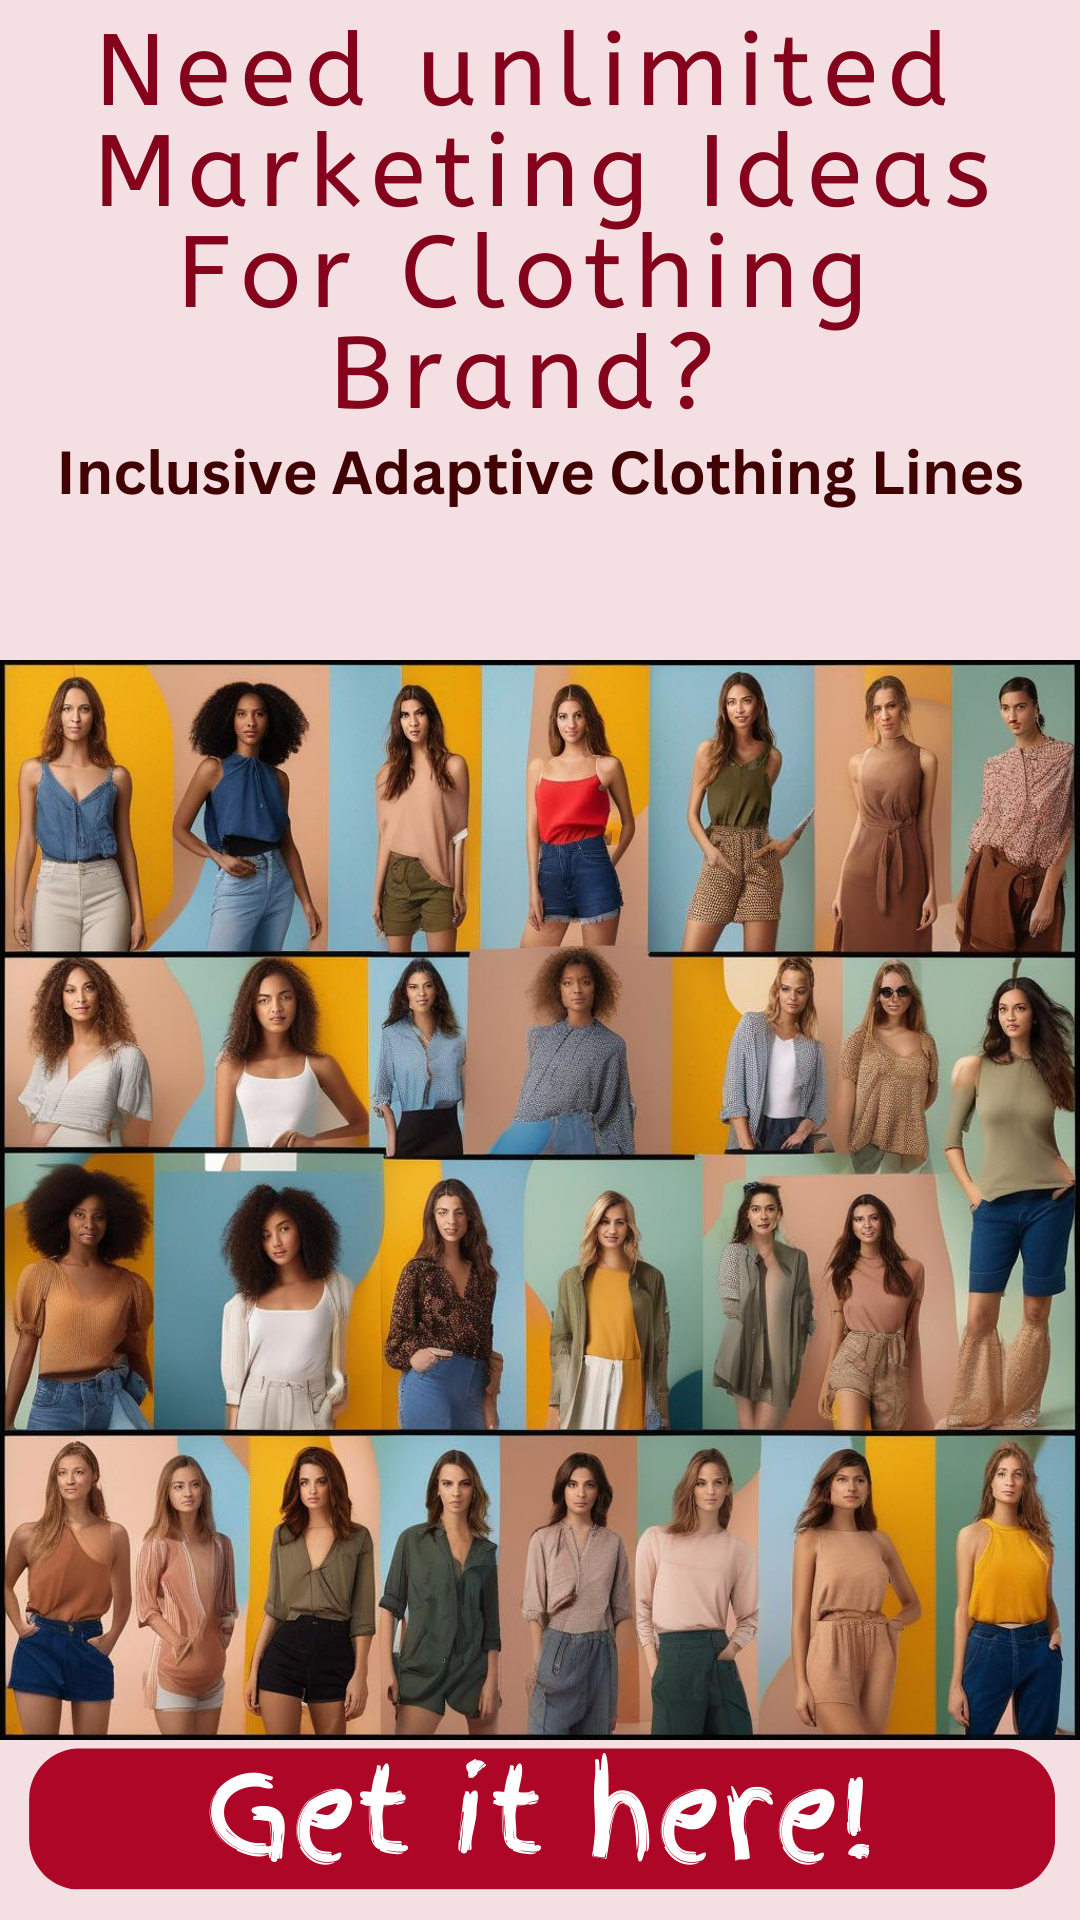 Need unlimited
Marketing Ideas
For Clothing
Brand?
Inclusive Adaptive Clothing Lines
Get it here!